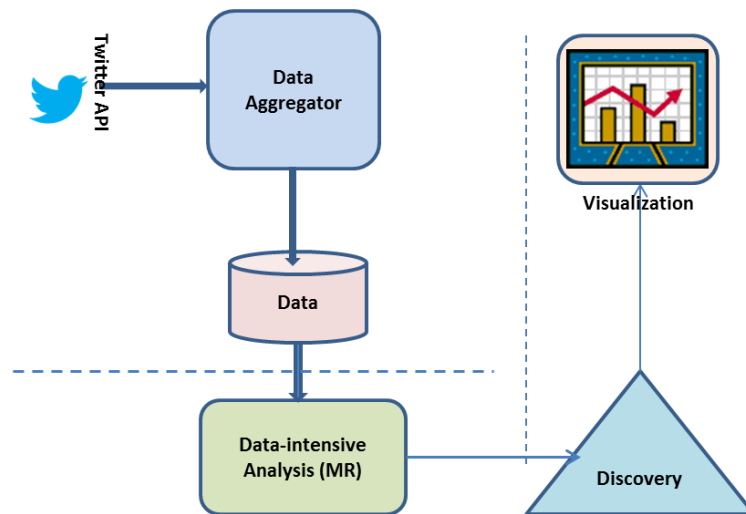 Twitter API
Data
Aggregator
Data
Data-intensive
Analysis (MR)
Visualization
Discovery